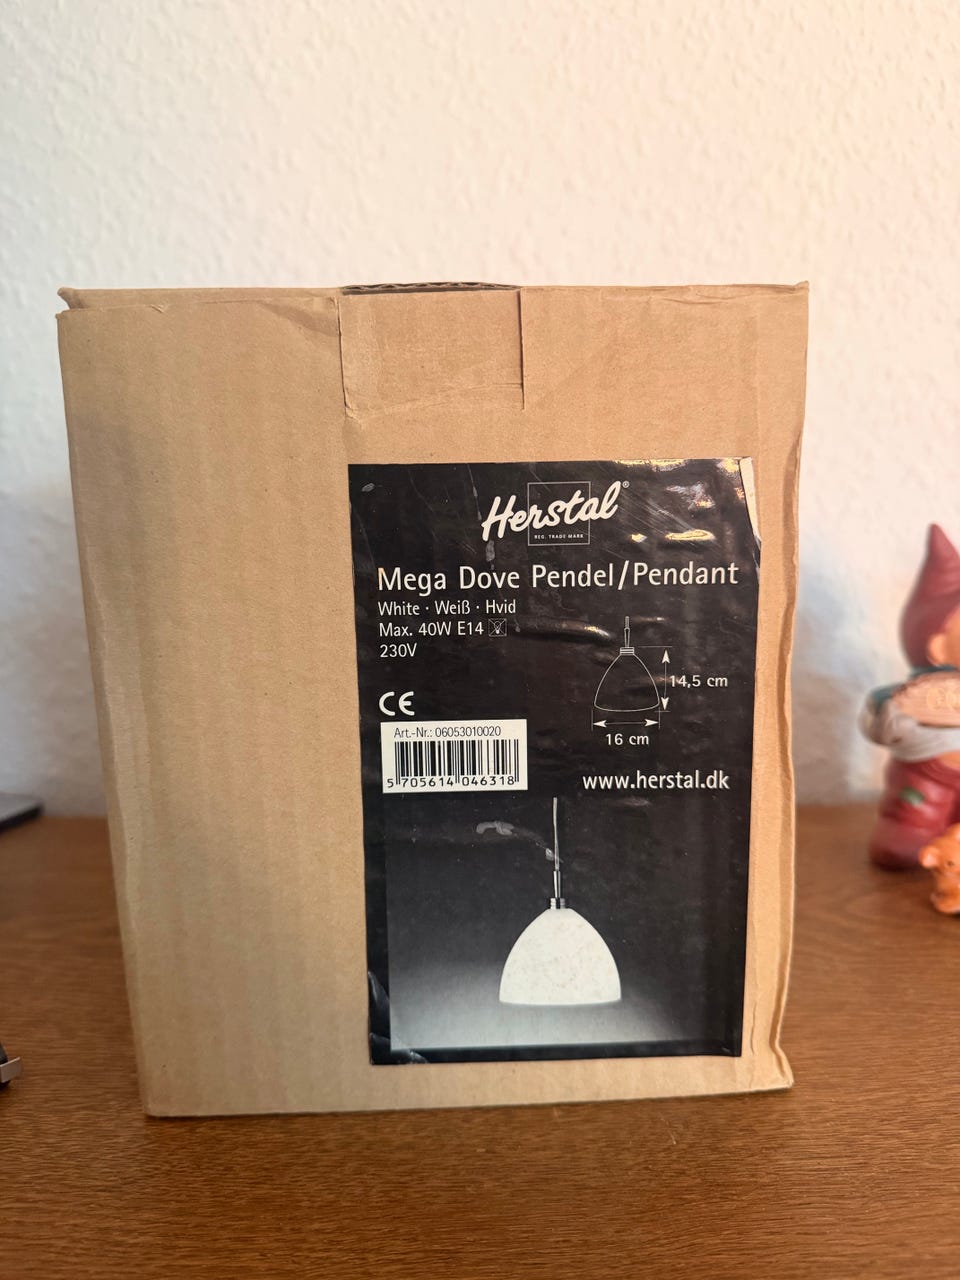 Herstal®
REG. TRADE MARK
Mega Dove Pendel/Pendant
White · Weiß · Hvid
Max. 40W E14
230V
14,5 cm
16 cm
CE
Art.-Nr.: 06053010020
5 705614 046318
www.herstal.dk